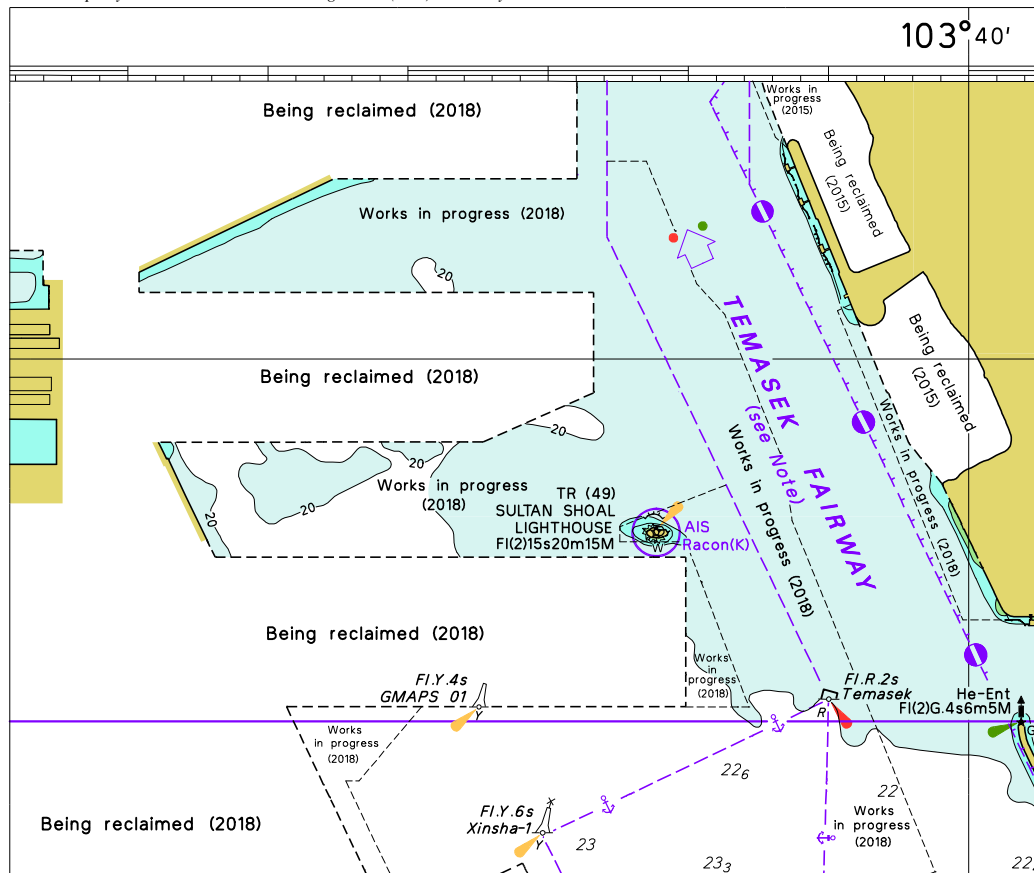 103° 40′
Being reclaimed (2018)
Works in
progress
(2015)
Being reclaimed
(2015)
Works in progress (2018)
20
TEMASEK FAIRWAY
(see Note)
Being reclaimed
(2015)
Being reclaimed (2018)
20
20
Works in progress
(2018)
20
20
Works in progress (2018)
Works in progress (2018)
TR (49)
SULTAN SHOAL
LIGHTHOUSE
Fl(2)15s20m15M
AIS
Racon(K)
W
Being reclaimed (2018)
Works
in
progress
(2018)
Fl.Y.4s
GMAPS 01
Y
Fl.R.2s
Temasek
R
He-Ent
Fl(2)G.4s6m5M
G
Works
in progress
(2018)
22₆
22
Being reclaimed (2018)
Fl.Y.6s
Xinsha-1
Y
23
Works
in progress
(2018)
23₃
22